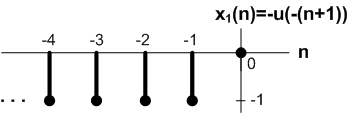 x₁(n)=-u(-(n+1))
-4 -3 -2 -1 n
0
... -1